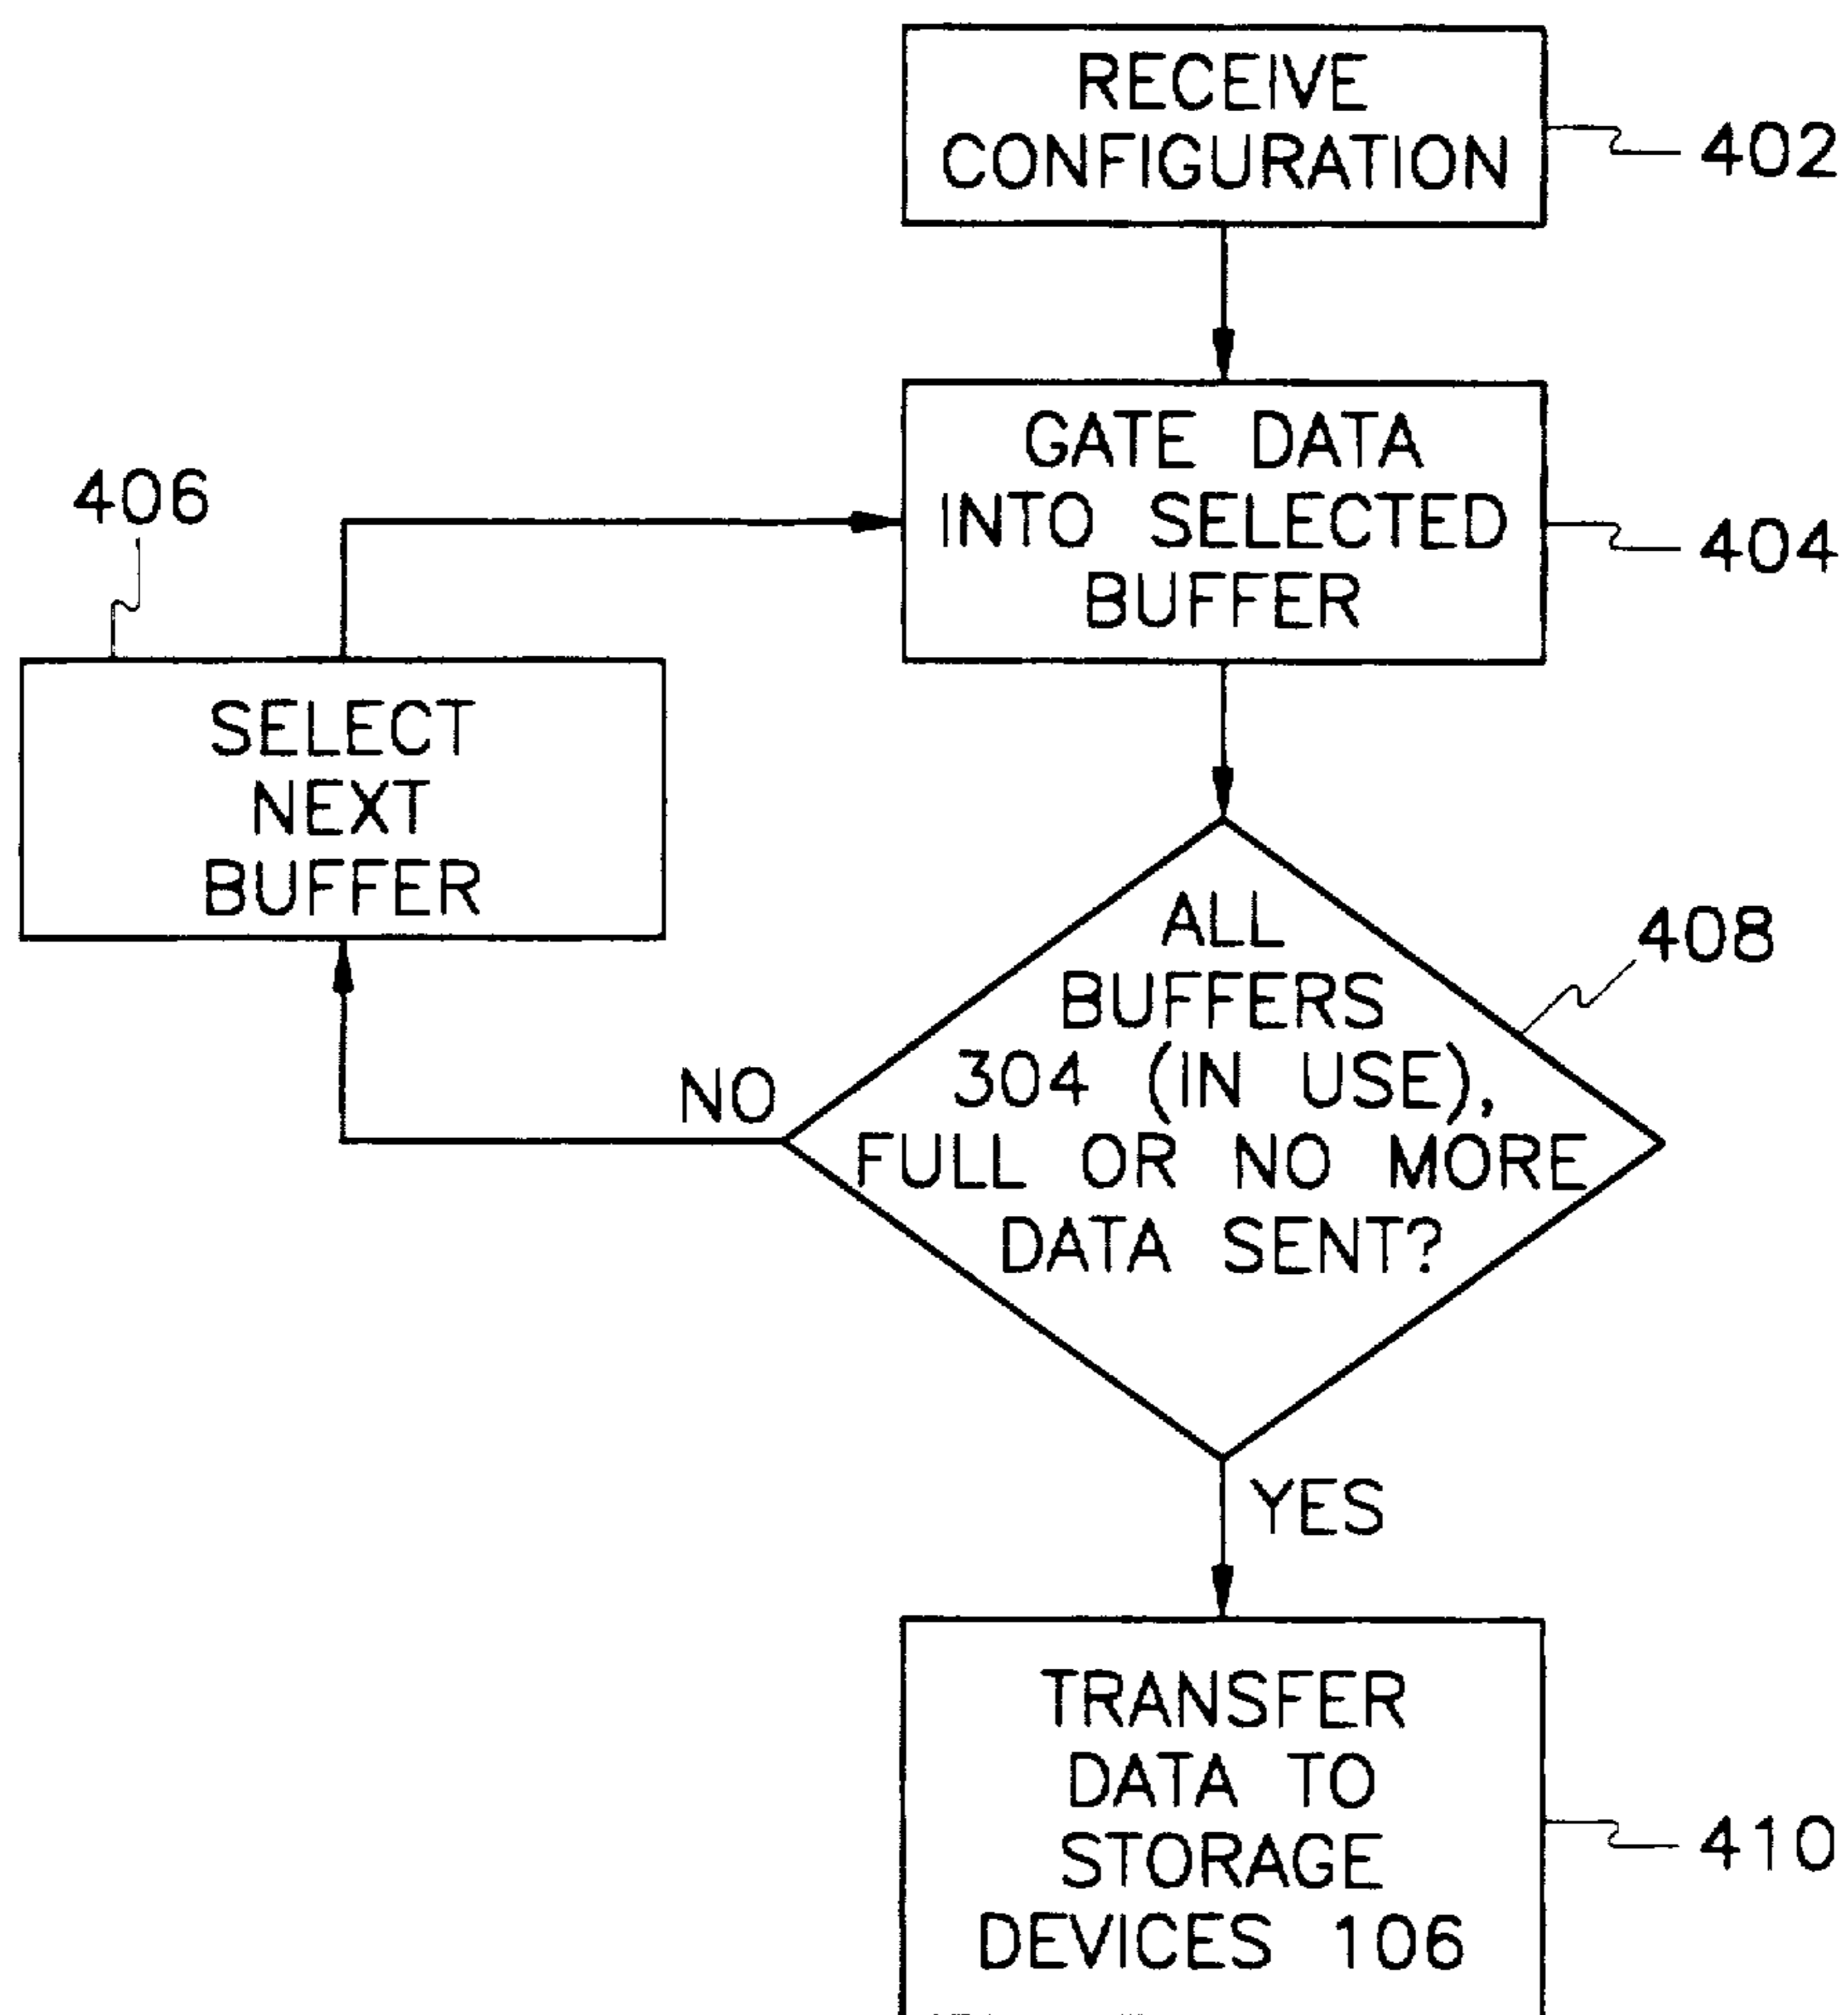 RECEIVE
CONFIGURATION
402
GATE DATA
INTO SELECTED
BUFFER
404
406
SELECT
NEXT
BUFFER
ALL
BUFFERS
304 (IN USE),
FULL OR NO MORE
DATA SENT?
408
NO
YES
TRANSFER
DATA TO
STORAGE
DEVICES 106
410